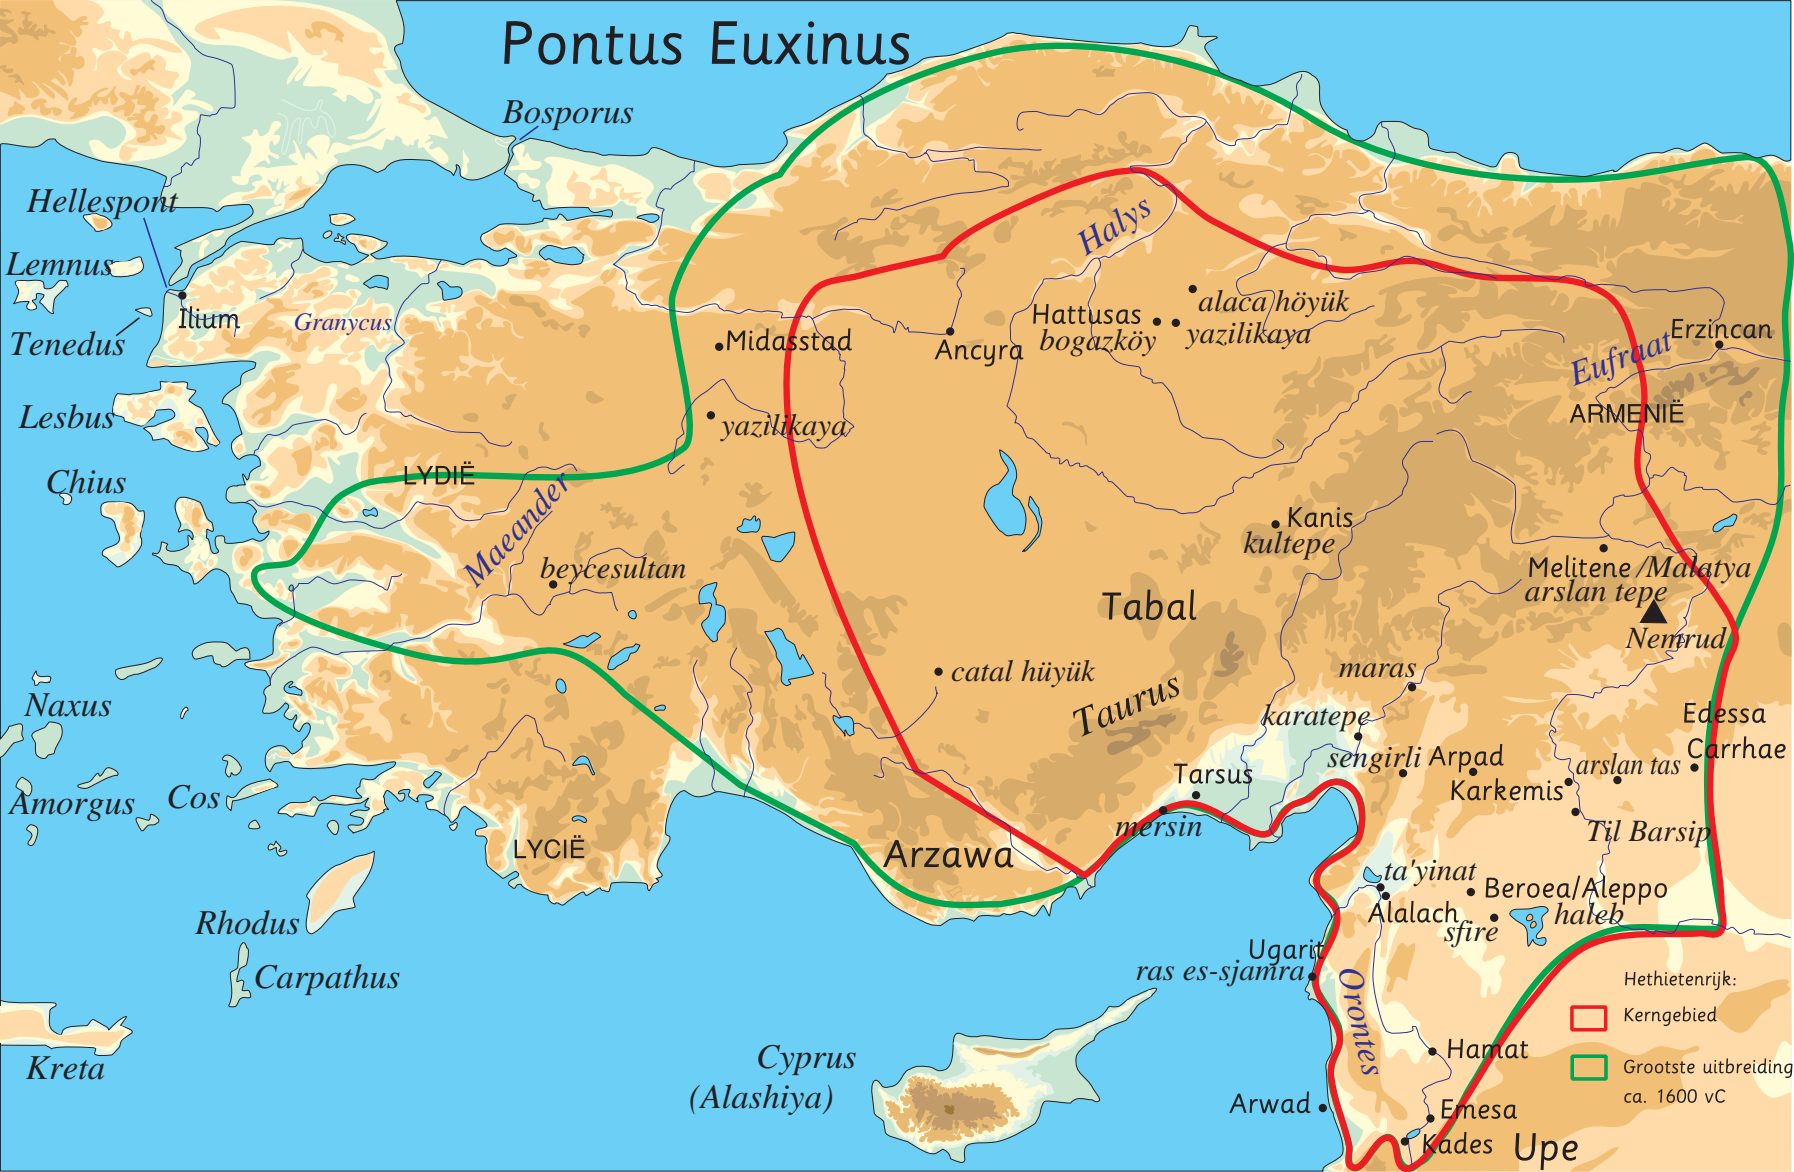 Pontus Euxinus
Bosporus
Hellespont
Halys
Lemnus
Ilium
Granycus
Tenedus
alaca höyük
Hattusas
bogazköy
yazilikaya
Midasstad
Ancyra
Erzincan
Eufraat
ARMENIË
Lesbus
yazilikaya
LYDIË
Chius
Maeander
Kanis
kultepe
beycesultan
Melitene /Malatya
arslan tepe
Tabal
Nemrud
catal hüyük
maras
Taurus
Naxus
karatepe
Edessa
Carrhae
sengirli
Arpad
arslan tas
Tarsus
Karkemis
Amorgus
Cos
mersin
Til Barsip
LYCIË
Arzawa
ta'yinat
Beroea/Aleppo
haleb
Alalach
sfire
Rhodus
Ugarit
ras es-sjamra
Carpathus
Orontes
Hethietenrijk:
Kerngebied
Grootste uitbreiding
ca. 1600 vC
Kreta
Cyprus
(Alashiya)
Hamat
Arwad
Emesa
Kades
Upe